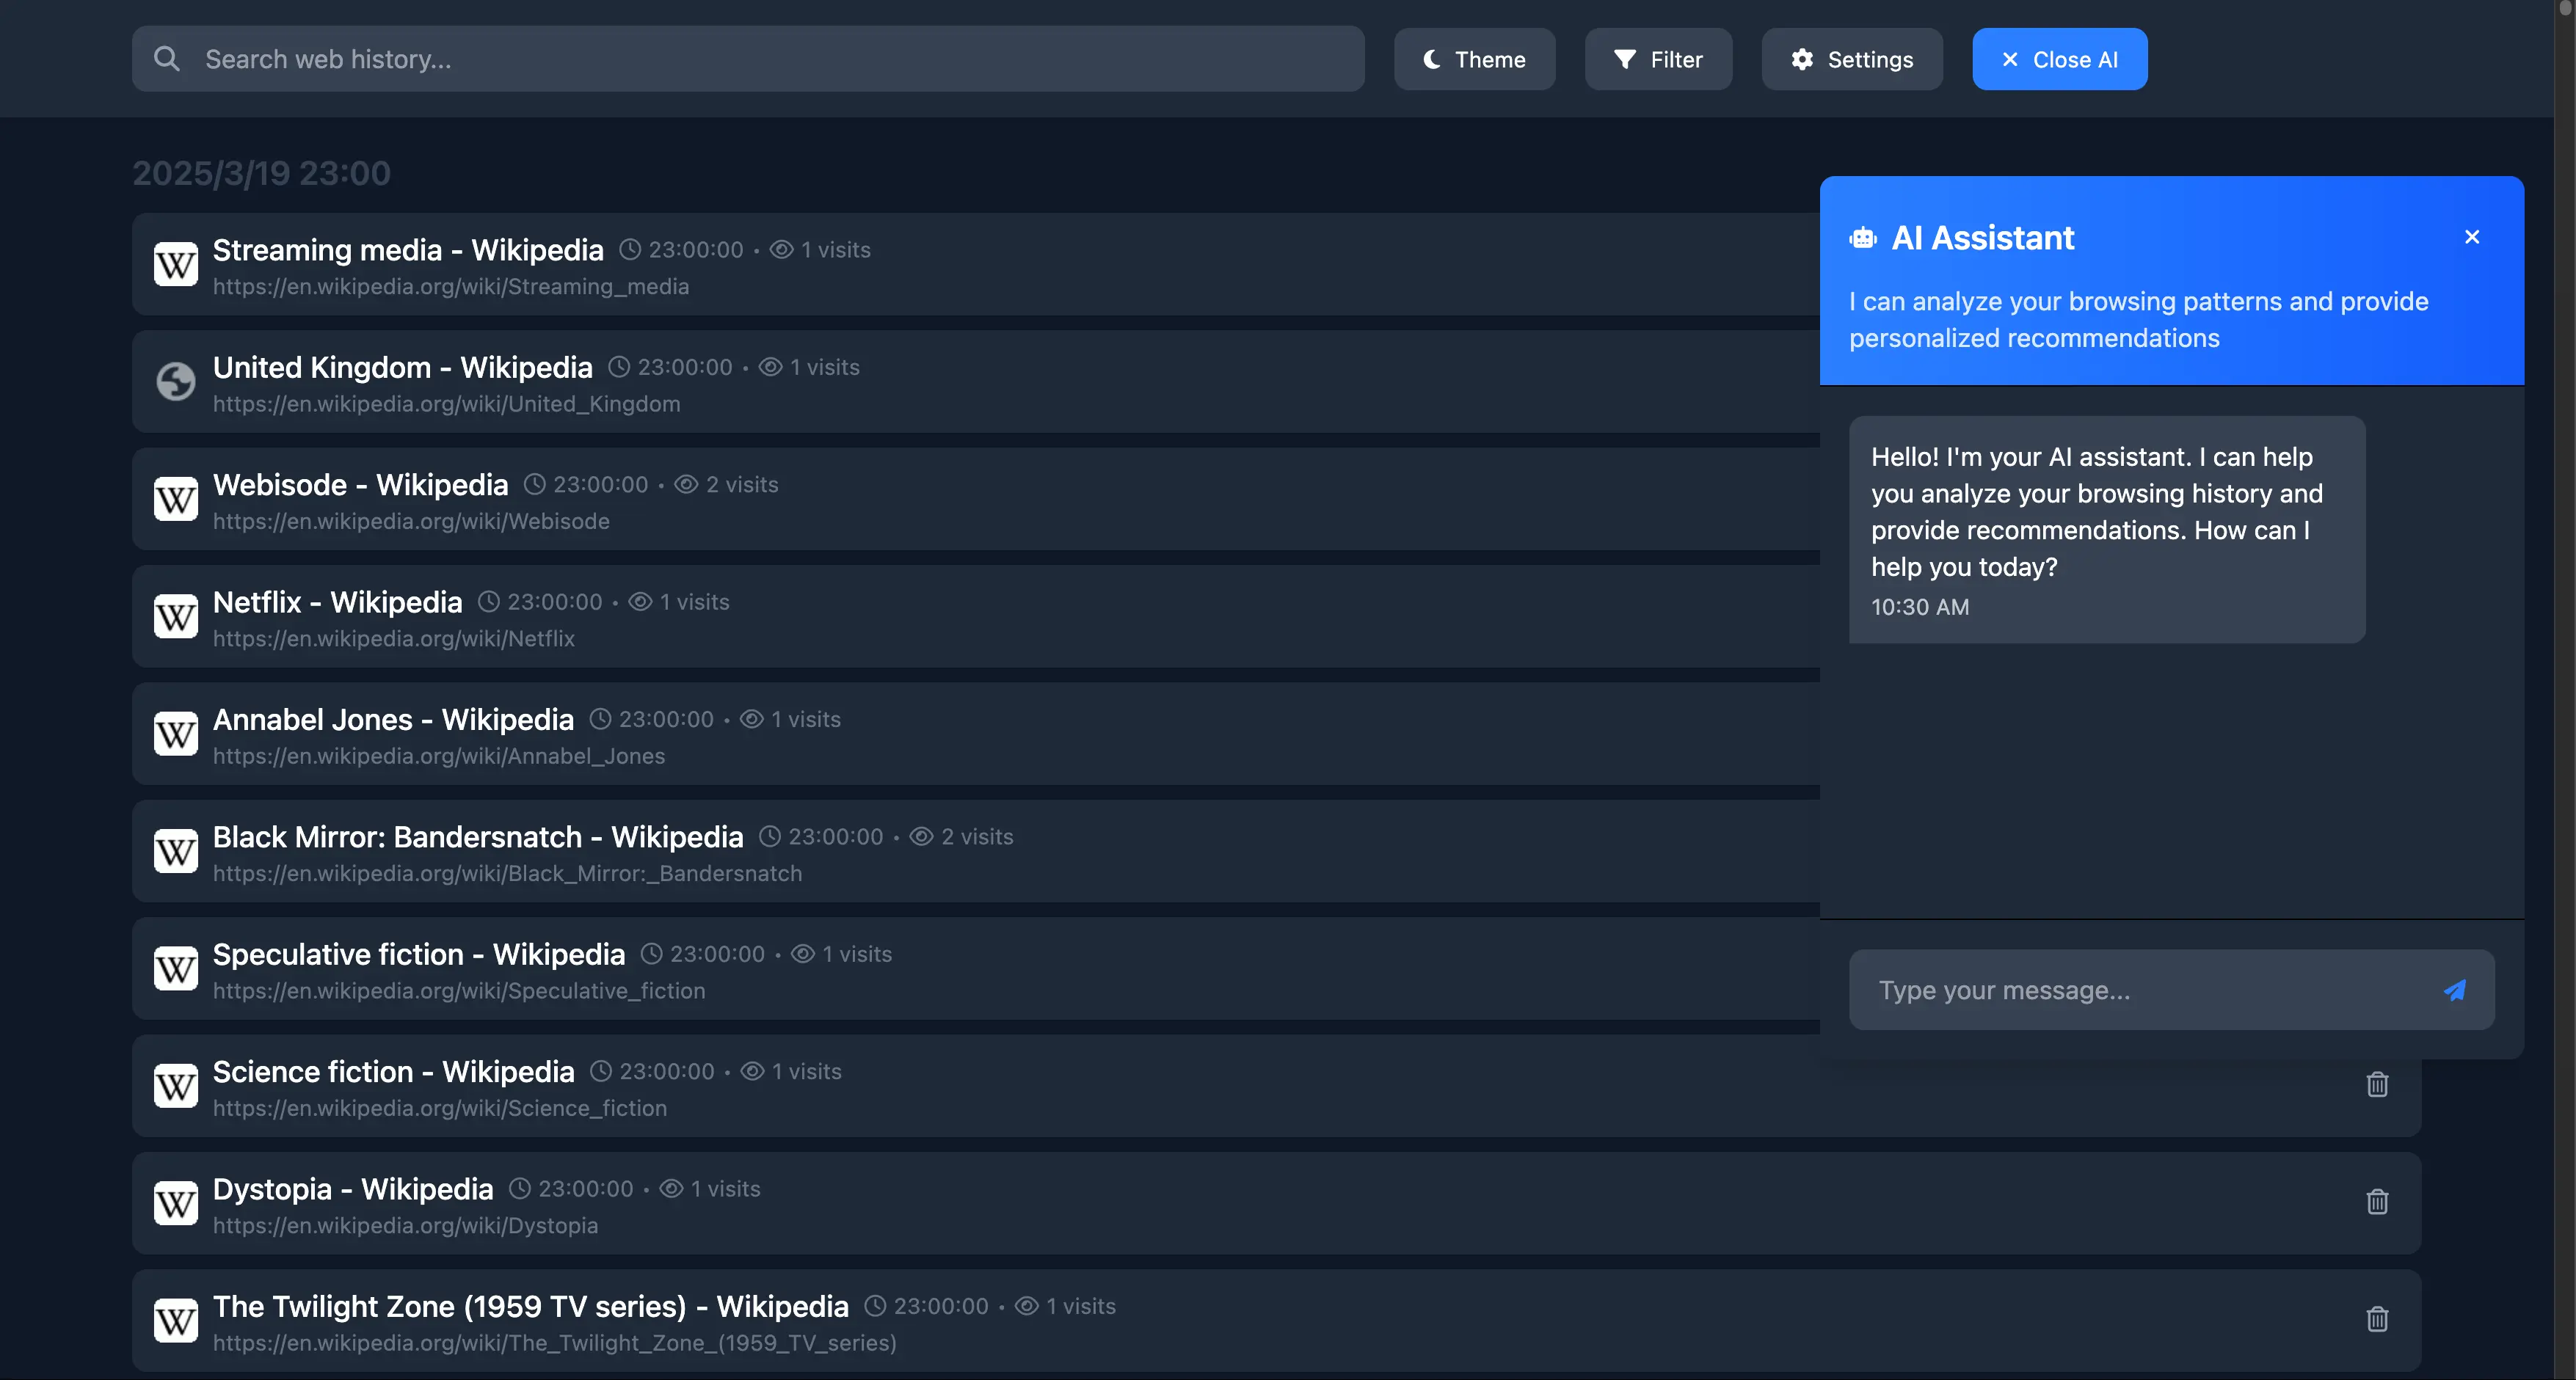 Search web history...
Theme
Filter
Settings
Close AI
2025/3/19 23:00
Streaming media - Wikipedia 23:00:00 • 1 visits
https://en.wikipedia.org/wiki/Streaming_media
United Kingdom - Wikipedia 23:00:00 • 1 visits
https://en.wikipedia.org/wiki/United_Kingdom
Webisode - Wikipedia 23:00:00 • 2 visits
https://en.wikipedia.org/wiki/Webisode
Netflix - Wikipedia 23:00:00 • 1 visits
https://en.wikipedia.org/wiki/Netflix
Annabel Jones - Wikipedia 23:00:00 • 1 visits
https://en.wikipedia.org/wiki/Annabel_Jones
Black Mirror: Bandersnatch - Wikipedia 23:00:00 • 2 visits
https://en.wikipedia.org/wiki/Black_Mirror:_Bandersnatch
Speculative fiction - Wikipedia 23:00:00 • 1 visits
https://en.wikipedia.org/wiki/Speculative_fiction
Science fiction - Wikipedia 23:00:00 • 1 visits
https://en.wikipedia.org/wiki/Science_fiction
Dystopia - Wikipedia 23:00:00 • 1 visits
https://en.wikipedia.org/wiki/Dystopia
The Twilight Zone (1959 TV series) - Wikipedia 23:00:00 • 1 visits
https://en.wikipedia.org/wiki/The_Twilight_Zone_(1959_TV_series)
AI Assistant
I can analyze your browsing patterns and provide
personalized recommendations
Hello! I'm your AI assistant. I can help
you analyze your browsing history and
provide recommendations. How can I
help you today?
10:30 AM
Type your message...